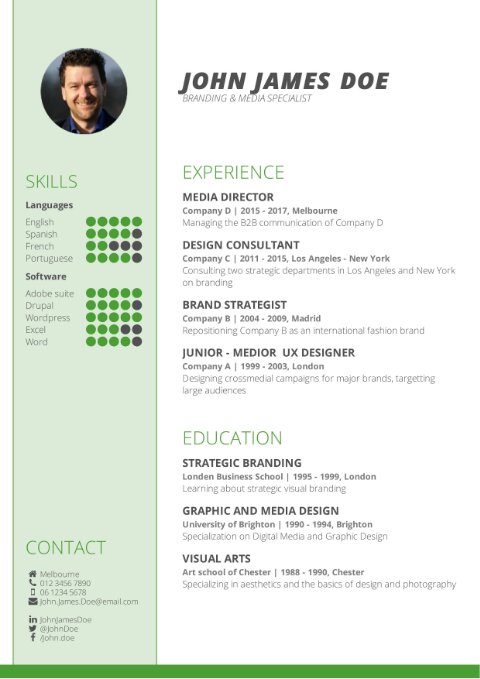 JOHN JAMES DOE
BRANDING & MEDIA SPECIALIST
SKILLS
Languages
English
Spanish
French
Portuguese
Software
Adobe suite
Drupal
Wordpress
Excel
Word
CONTACT
Melbourne
012 3456 7890
06 1234 5678
John.James.Doe@email.com
JohnJamesDoe
@JohnDoe
/John.doe
EXPERIENCE
MEDIA DIRECTOR
Company D | 2015 - 2017, Melbourne
Managing the B2B communication of Company D
DESIGN CONSULTANT
Company C | 2011 - 2015, Los Angeles - New York
Consulting two strategic departments in Los Angeles and New York
on branding
BRAND STRATEGIST
Company B | 2004 - 2009, Madrid
Repositioning Company B as an international fashion brand
JUNIOR - MEDIOR UX DESIGNER
Company A | 1999 - 2003, London
Designing crossmedial campaigns for major brands, targetting
large audiences
EDUCATION
STRATEGIC BRANDING
Londen Business School | 1995 - 1999, London
Learning about strategic visual branding
GRAPHIC AND MEDIA DESIGN
University of Brighton | 1990 - 1994, Brighton
Specialization on Digital Media and Graphic Design
VISUAL ARTS
Art school of Chester | 1988 - 1990, Chester
Specializing in aesthetics and the basics of design and photography